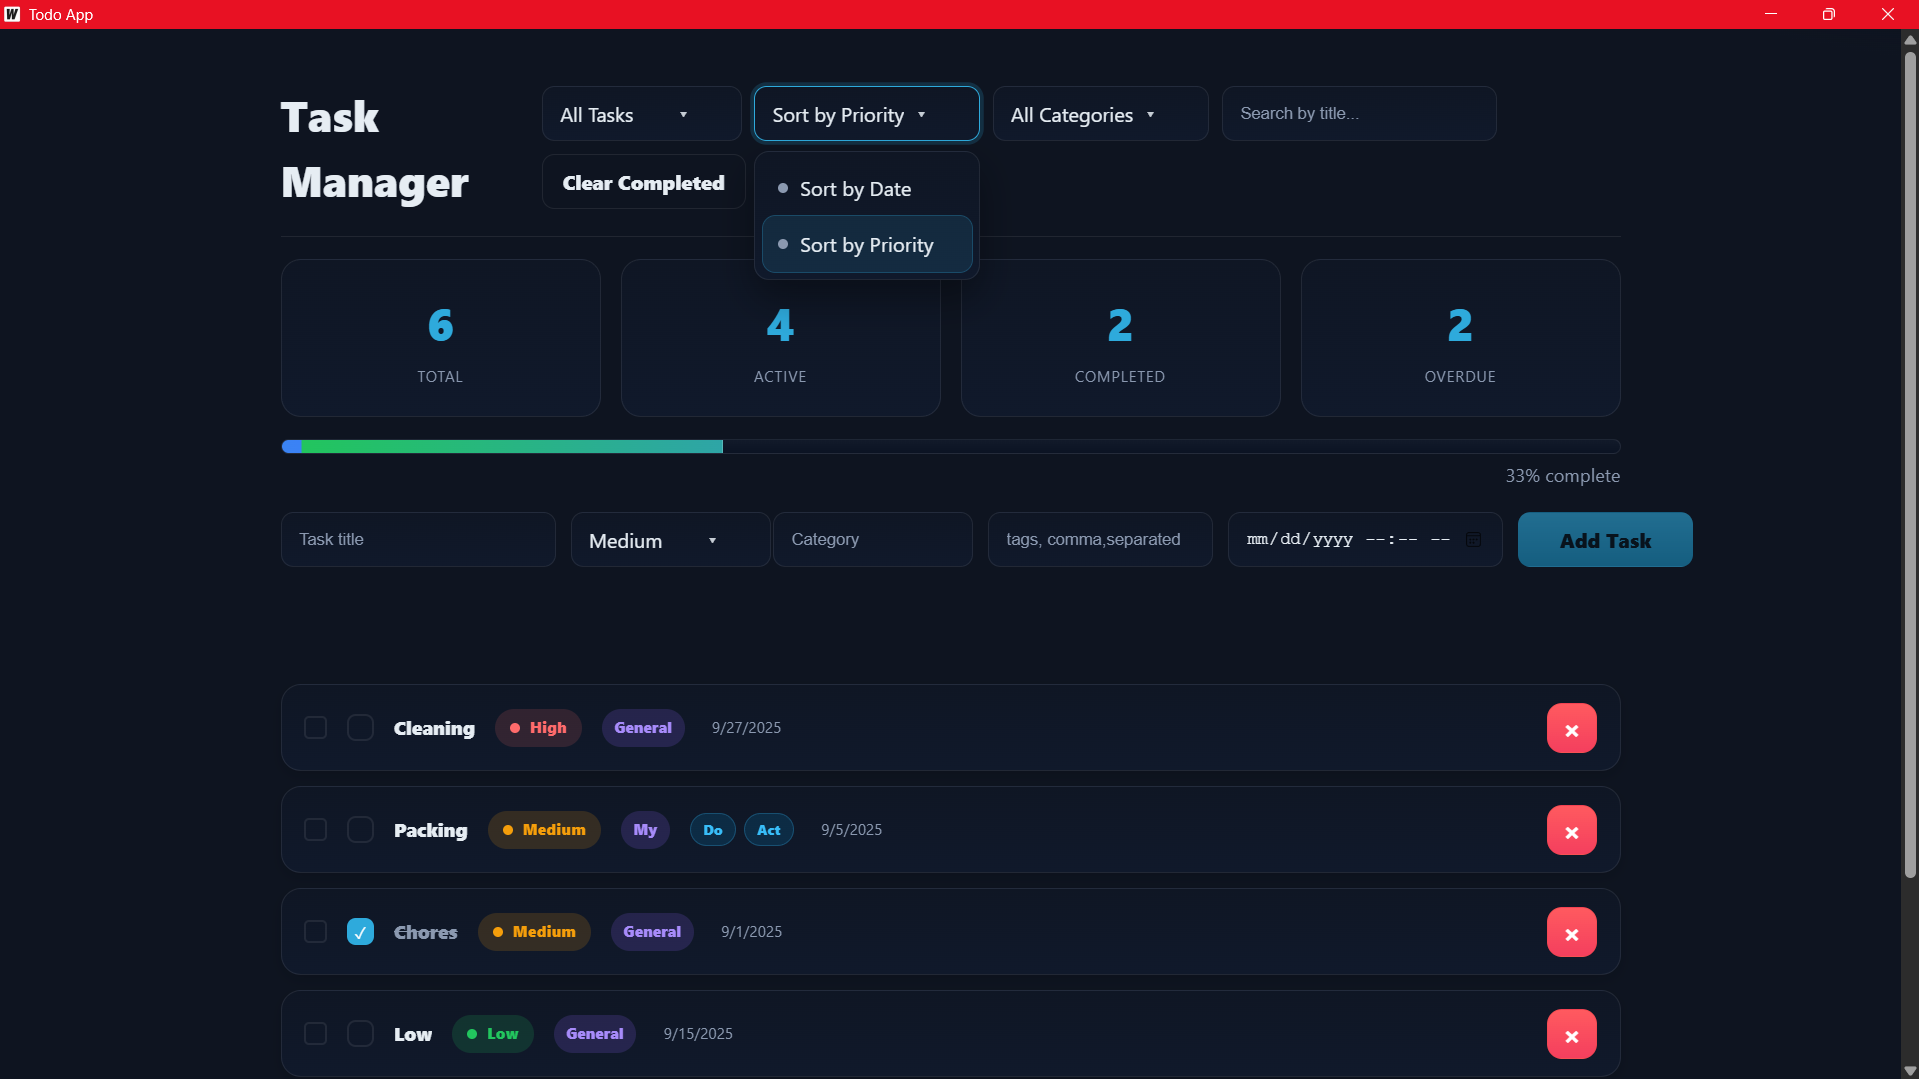 W Todo App
Task
Manager
All Tasks
Sort by Priority
All Categories
Search by title...
Clear Completed
Sort by Date
Sort by Priority
6
TOTAL
4
ACTIVE
2
COMPLETED
2
OVERDUE
33% complete
Task title
Medium
Category
tags, comma,separated
mm/dd/yyyy --:-- --
Add Task
Cleaning High General 9/27/2025
Packing Medium My Do Act 9/5/2025
Chores Medium General 9/1/2025
Low Low General 9/15/2025